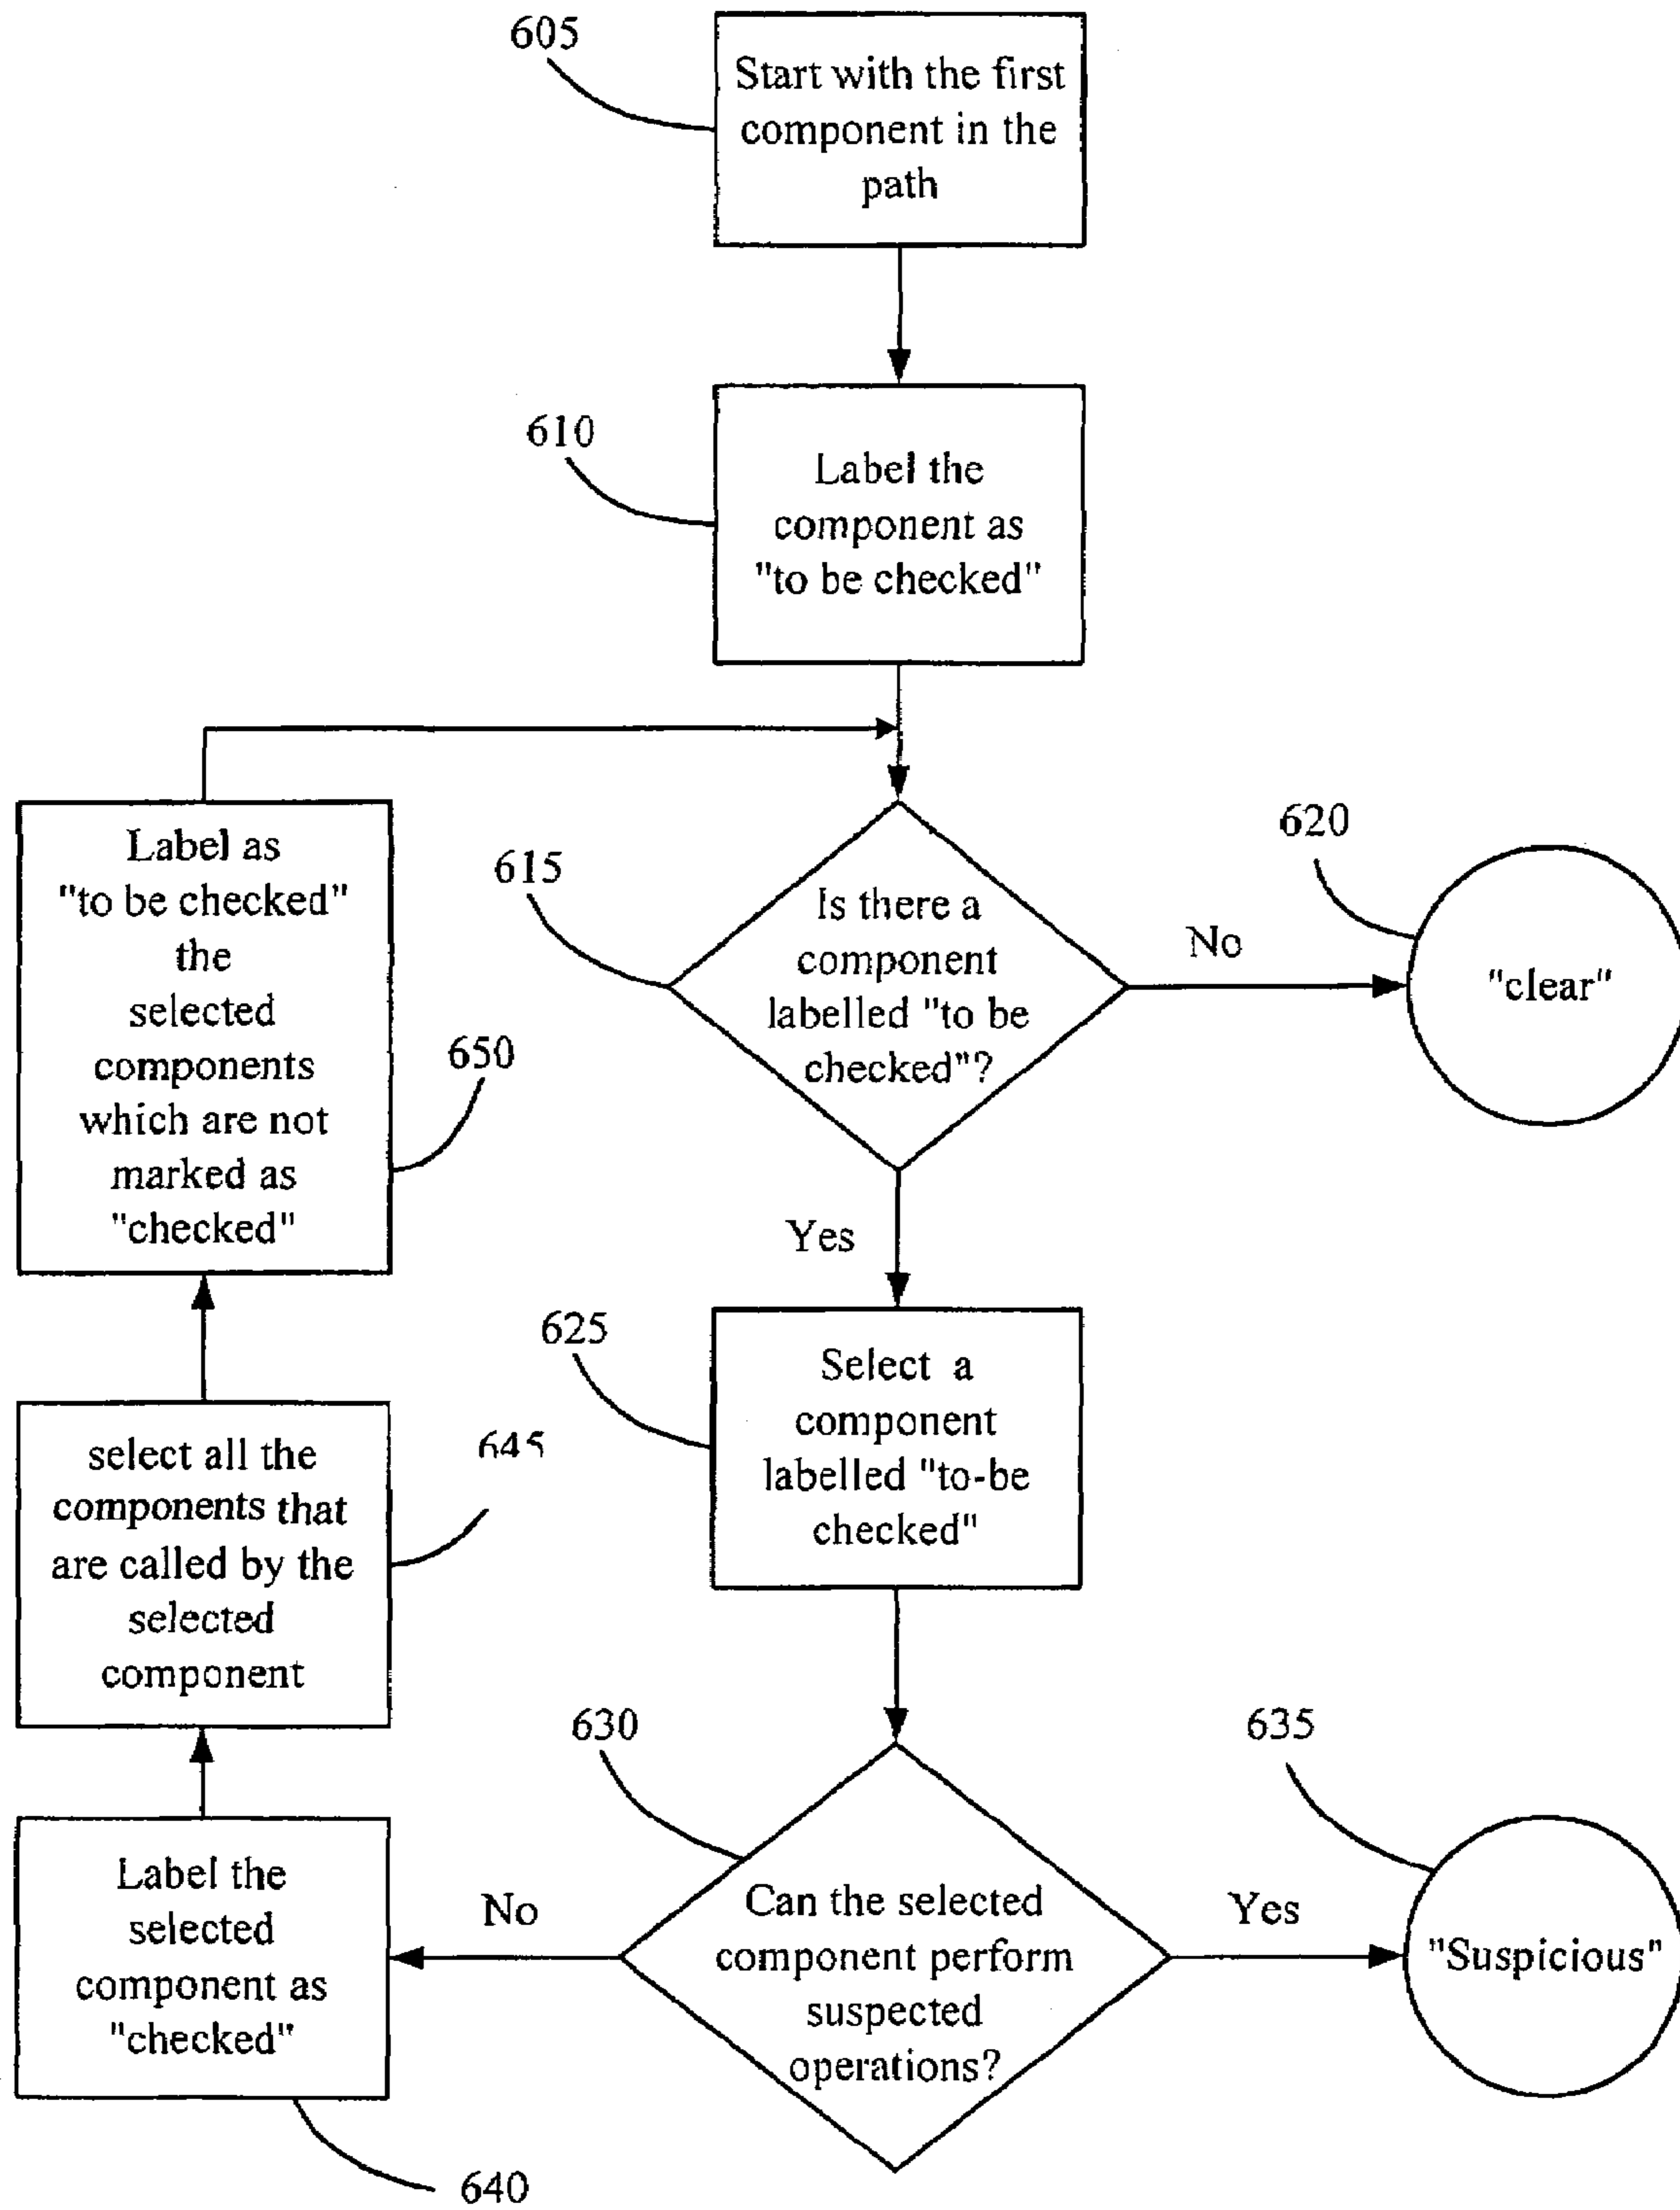 605
Start with the first
component in the
path
610
Label the
component as
"to be checked"
Label as
"to be checked"
the
selected
components
which are not
marked as
"checked"
650
615
Is there a
component
labelled "to be
checked"?
No
620
"clear"
Yes
625
Select a
component
labelled "to-be
checked"
select all the
components that
are called by the
selected
component
645
630
Can the selected
component perform
suspected
operations?
Yes
635
"Suspicious"
No
Label the
selected
component as
"checked"
640